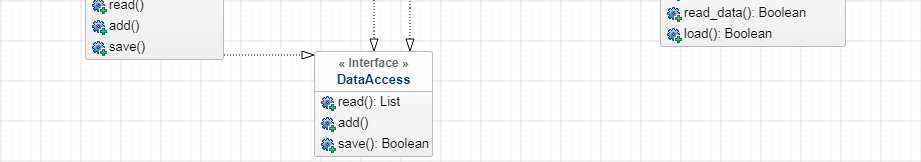 read()
add()
save()
read_data(): Boolean
load(): Boolean
« Interface »
DataAccess
read(): List
add()
save(): Boolean